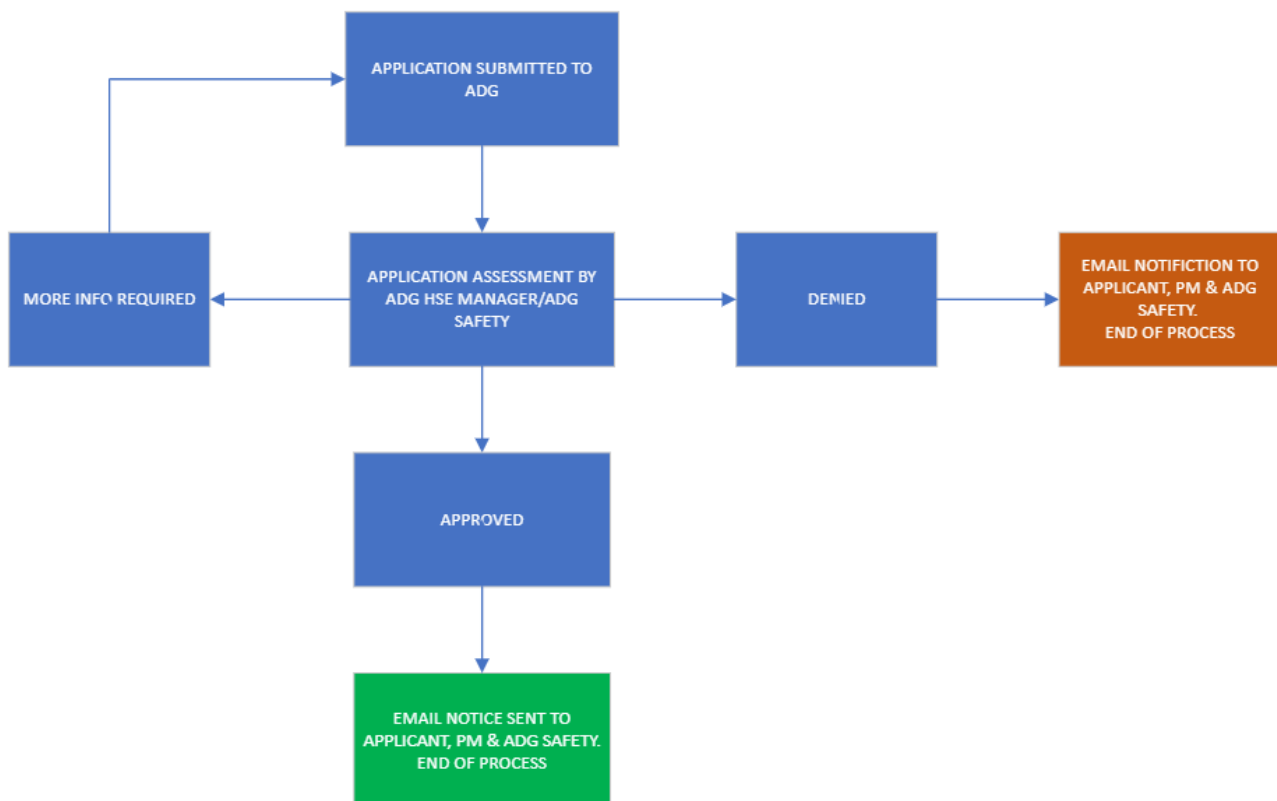 APPLICATION SUBMITTED TO
ADG
MORE INFO REQUIRED
APPLICATION ASSESSMENT BY
ADG HSE MANAGER/ADG
SAFETY
DENIED
EMAIL NOTIFICTION TO
APPLICANT, PM & ADG
SAFETY.
END OF PROCESS
APPROVED
EMAIL NOTICE SENT TO
APPLICANT, PM & ADG SAFETY.
END OF PROCESS